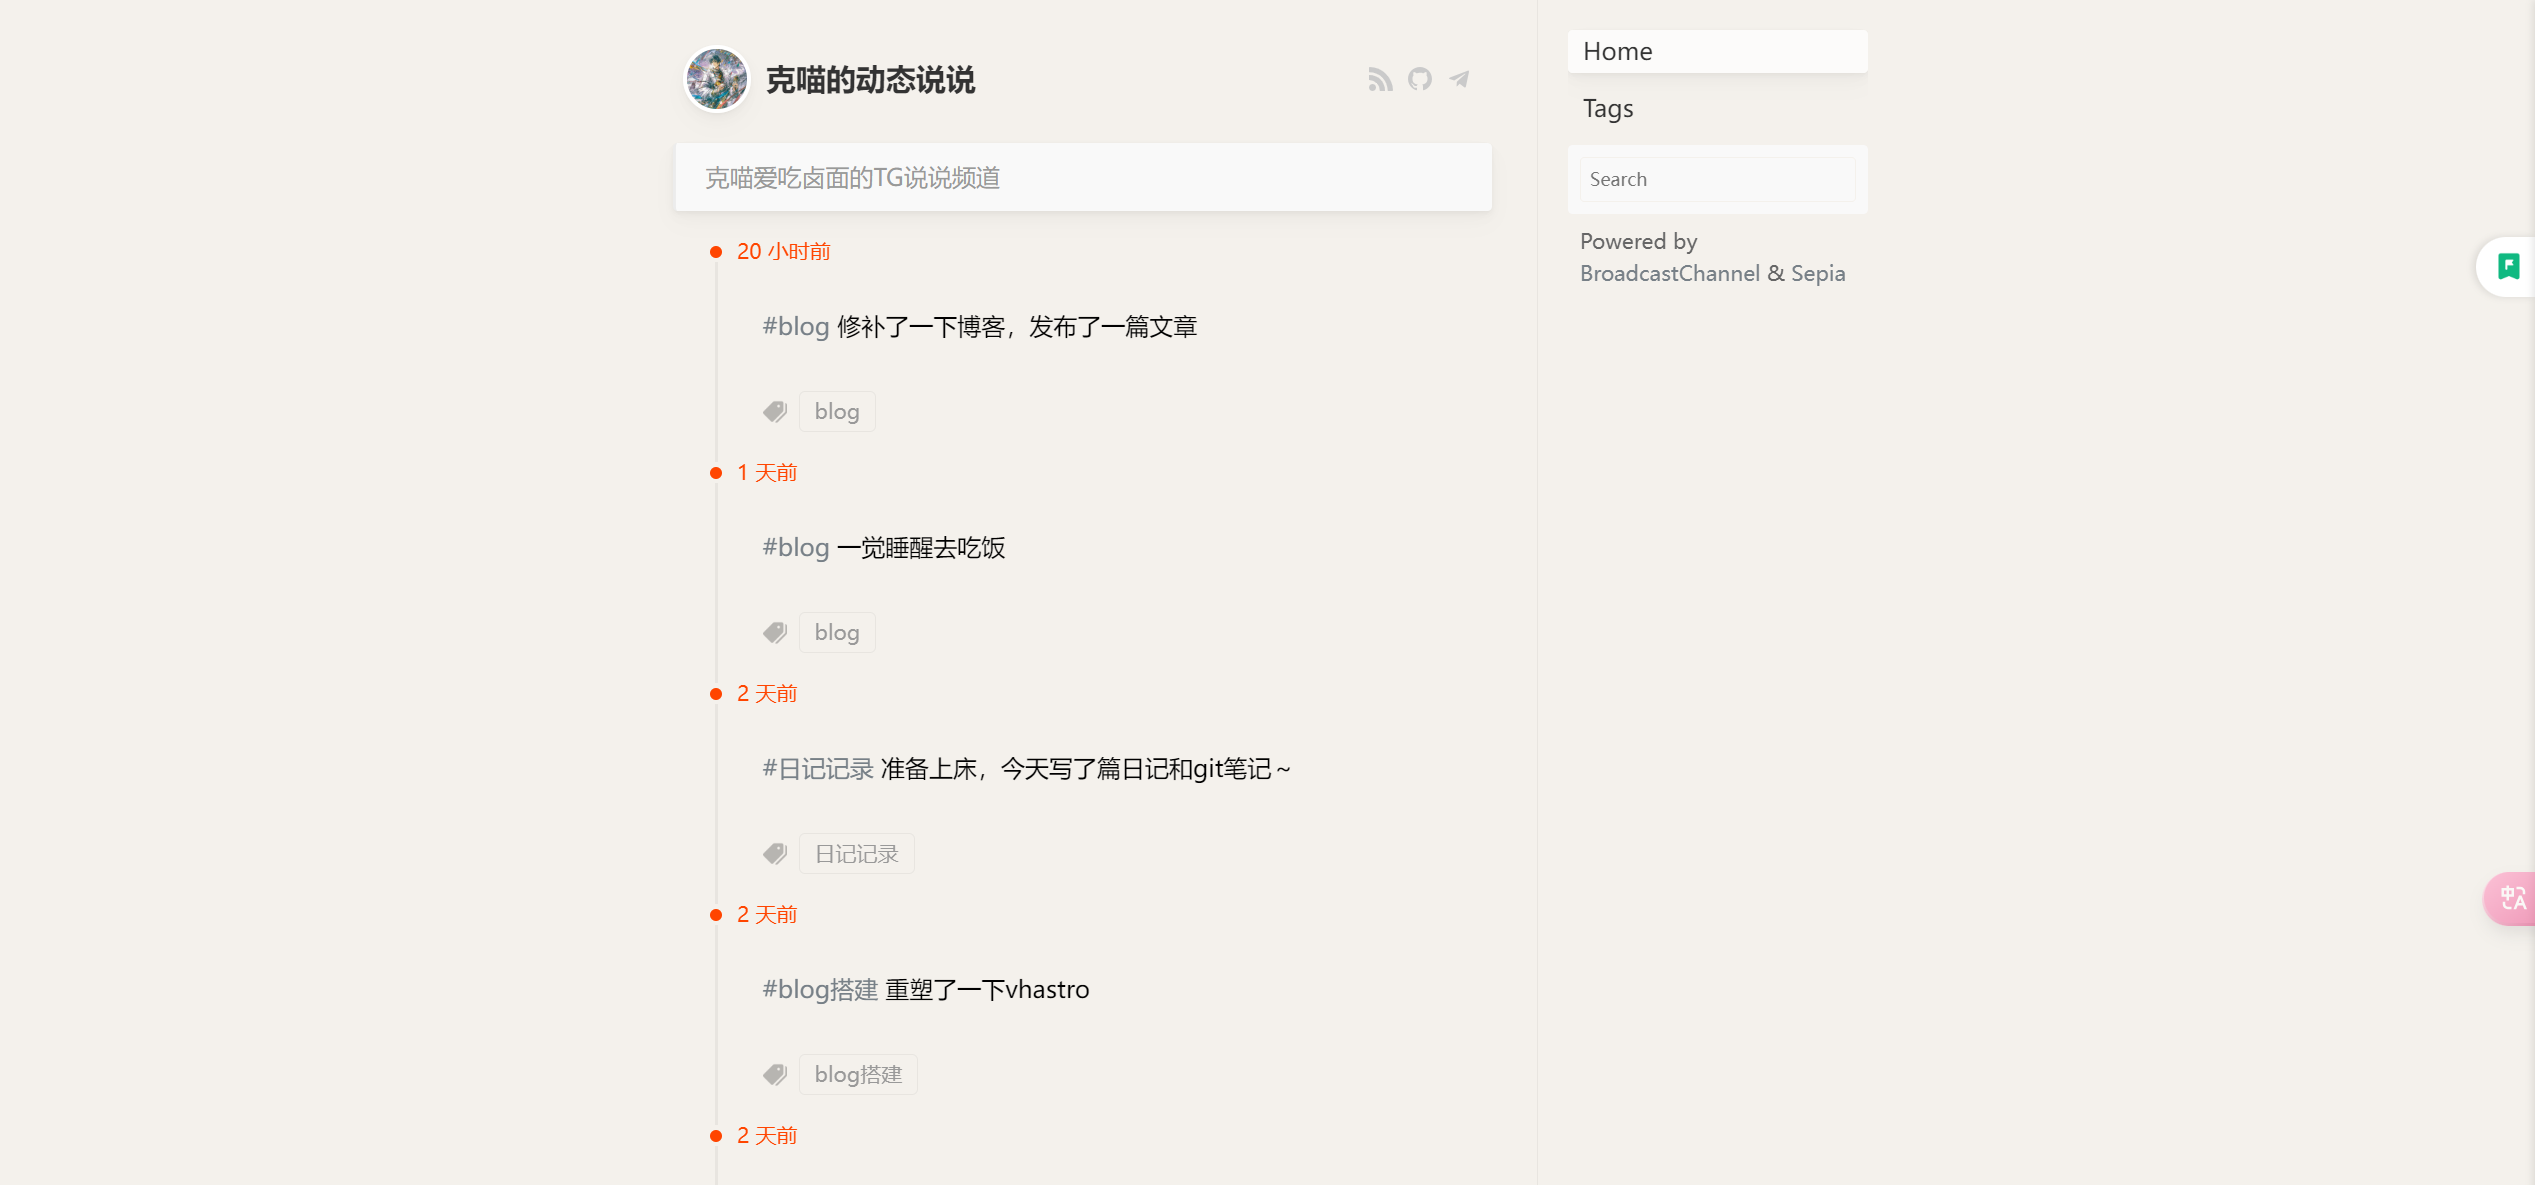 克喵的动态说说
克喵爱吃卤面的TG说说频道
20 小时前
#blog 修补了一下博客，发布了一篇文章
blog
1 天前
#blog 一觉睡醒去吃饭
blog
2 天前
#日记记录 准备上床，今天写了篇日记和git笔记～
日记记录
2 天前
#blog搭建 重塑了一下vhastro
blog搭建
2 天前
Home
Tags
Search
Powered by
BroadcastChannel & Sepia
中A